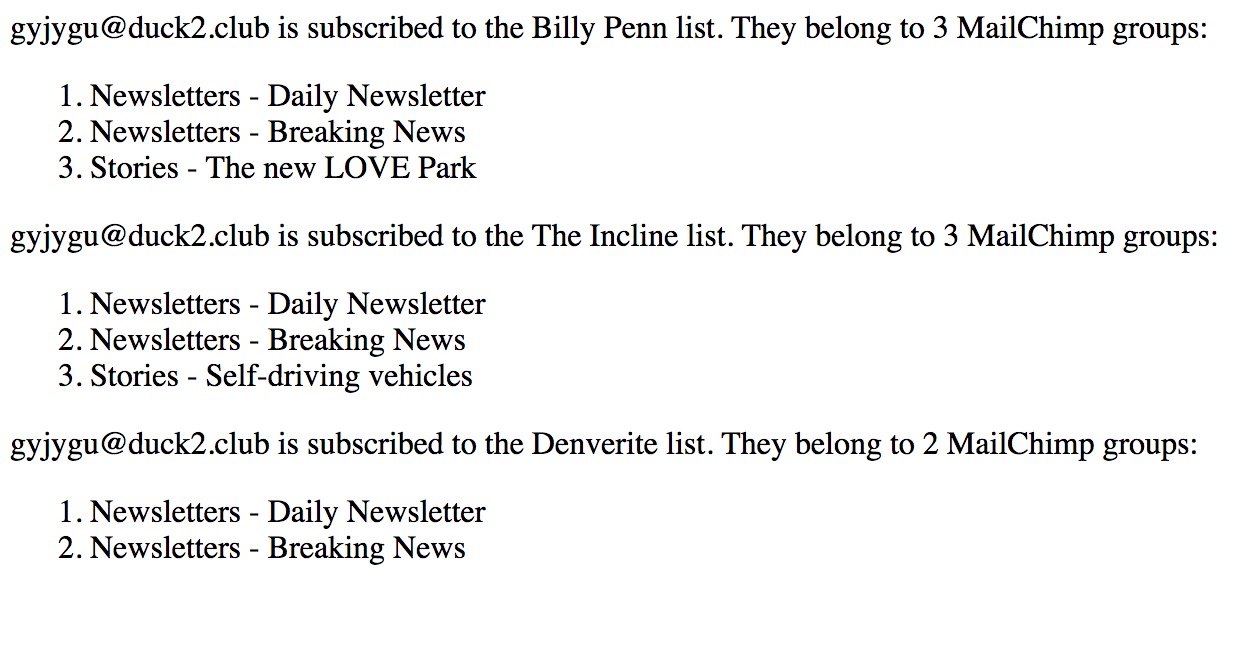 gyjygu@duck2.club is subscribed to the Billy Penn list. They belong to 3 MailChimp groups:
1. Newsletters - Daily Newsletter
2. Newsletters - Breaking News
3. Stories - The new LOVE Park
gyjygu@duck2.club is subscribed to the The Incline list. They belong to 3 MailChimp groups:
1. Newsletters - Daily Newsletter
2. Newsletters - Breaking News
3. Stories - Self-driving vehicles
gyjygu@duck2.club is subscribed to the Denverite list. They belong to 2 MailChimp groups:
1. Newsletters - Daily Newsletter
2. Newsletters - Breaking News